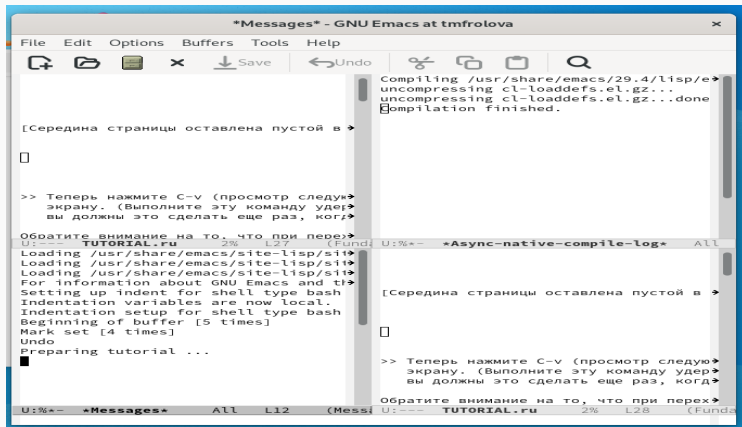 *Messages* - GNU Emacs at tmfrolova
File Edit Options Buffers Tools Help
Save Undo
[Середина страницы оставлена пустой в
>> Теперь нажмите C-v (просмотр следую
экрану. (Выполните эту команду удер
вы должны это сделать еще раз, когд
Обратите внимание на то, что при перех
U:--- TUTORIAL.ru 2% L27 (Funda
Compiling /usr/share/emacs/29.4/lisp/e
uncompressing cl-loaddefs.el.gz...
uncompressing cl-loaddefs.el.gz...done
Compilation finished.
U:%*- *Async-native-compile-log* All
Loading /usr/share/emacs/site-lisp/sit
Loading /usr/share/emacs/site-lisp/sit
Loading /usr/share/emacs/site-lisp/sit
For information about GNU Emacs and th
Setting up indent for shell type bash
Indentation variables are now local.
Indentation setup for shell type bash
Beginning of buffer [5 times]
Mark set [4 times]
Undo
Preparing tutorial ...
U:%*- *Messages* All L12 (Messa
[Середина страницы оставлена пустой в
>> Теперь нажмите C-v (просмотр следую
экрану. (Выполните эту команду удер
вы должны это сделать еще раз, когд
Обратите внимание на то, что при перех
U:--- TUTORIAL.ru 2% L28 (Funda